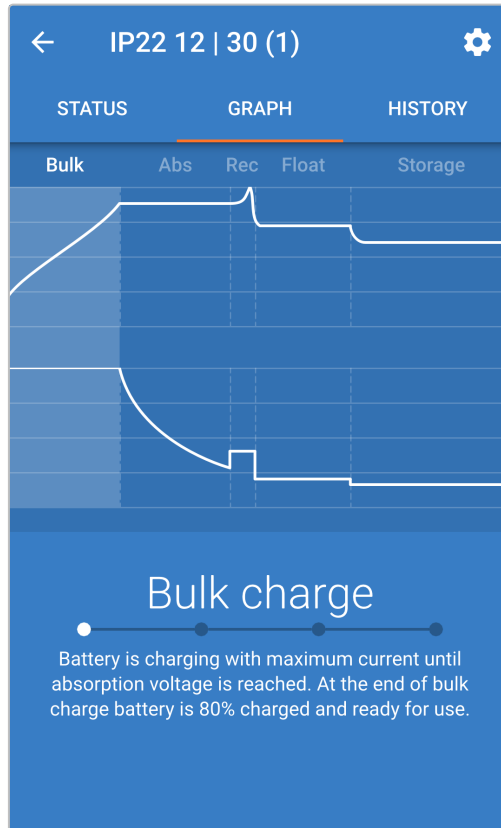 IP22 12 | 30 (1)
STATUS GRAPH HISTORY
Bulk Abs Rec Float Storage
Bulk charge
Battery is charging with maximum current until
absorption voltage is reached. At the end of bulk
charge battery is 80% charged and ready for use.